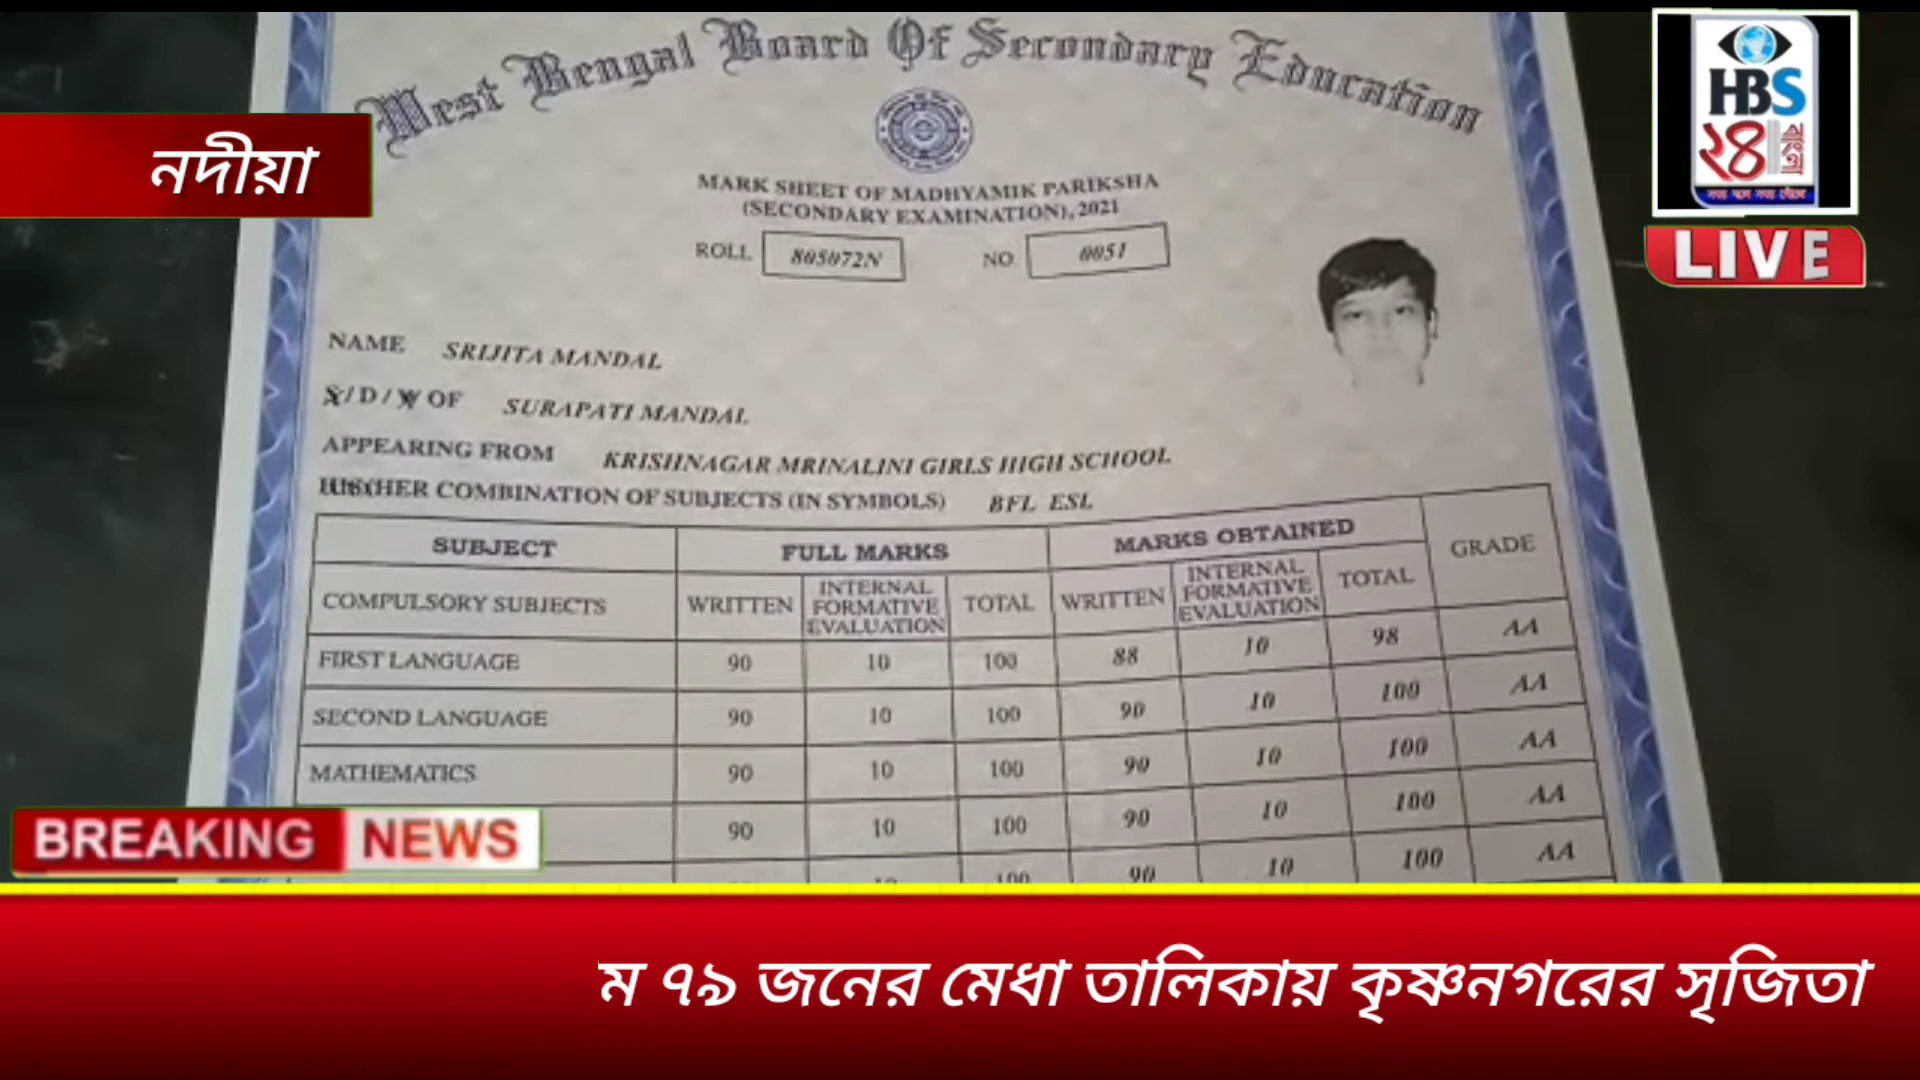 West Bengal Board Of Secondary Education
HBS
২৪
বাংলা
LIVE
নদীয়া
MARK SHEET OF MADHYAMIK PARIKSHA
(SECONDARY EXAMINATION), 2021
ROLL 805072N NO. 0051
NAME SRIJITA MANDAL
S / D / W OF SURAPATI MANDAL
APPEARING FROM KRISHNAGAR MRINALINI GIRLS HIGH SCHOOL
HIS/HER COMBINATION OF SUBJECTS (IN SYMBOLS) BFL ESL
SUBJECT FULL MARKS MARKS OBTAINED GRADE
COMPULSORY SUBJECTS WRITTEN INTERNAL FORMATIVE EVALUATION TOTAL WRITTEN INTERNAL FORMATIVE EVALUATION TOTAL
FIRST LANGUAGE 90 10 100 88 10 98 AA
SECOND LANGUAGE 90 10 100 90 10 100 AA
MATHEMATICS 90 10 100 90 10 100 AA
90 10 100 90 10 100 AA
10 100 90 10 100 AA
BREAKING NEWS
ম ৭৯ জনের মেধা তালিকায় কৃষ্ণনগরের সৃজিতা